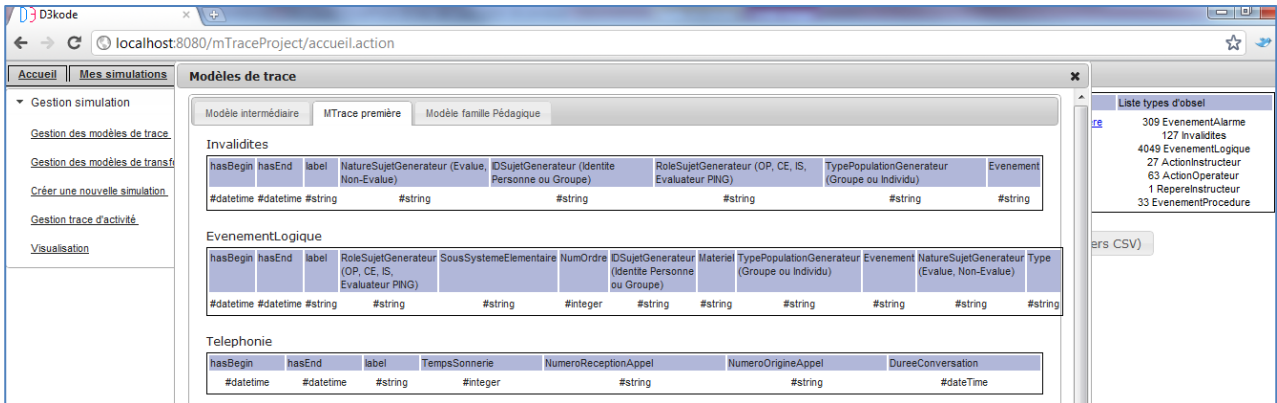 D3kode
localhost:8080/mTraceProject/accueil.action
Accueil Mes simulations
Gestion simulation
Gestion des modèles de trace
Gestion des modèles de transfo
Créer une nouvelle simulation
Gestion trace d'activité
Visualisation
Modèles de trace
Modèle intermédiaire MTrace première Modèle famille Pédagique
Invalidites
hasBegin hasEnd label NatureSujetGenerateur (Evalue, Non-Evalue) IDSujetGenerateur (Identite Personne ou Groupe) RoleSujetGenerateur (OP, CE, IS, Evaluateur PING) TypePopulationGenerateur (Groupe ou Individu) Evenement
#datetime #datetime #string #string #string #string #string #string
EvenementLogique
hasBegin hasEnd label RoleSujetGenerateur (OP, CE, IS, Evaluateur PING) SousSystemeElementaire NumOrdre IDSujetGenerateur (Identite Personne ou Groupe) Materiel TypePopulationGenerateur (Groupe ou Individu) Evenement NatureSujetGenerateur (Evalue, Non-Evalue) Type
#datetime #datetime #string #string #string #integer #string #string #string #string #string #string
Telephonie
hasBegin hasEnd label TempsSonnerie NumeroReceptionAppel NumeroOrigineAppel DureeConversation
#datetime #datetime #string #integer #string #string #dateTime
Liste types d'obsel
re
309 EvenementAlarme
127 Invalidites
4049 EvenementLogique
27 ActionInstructeur
63 ActionOperateur
1 RepereInstructeur
33 EvenementProcedure
ers CSV)